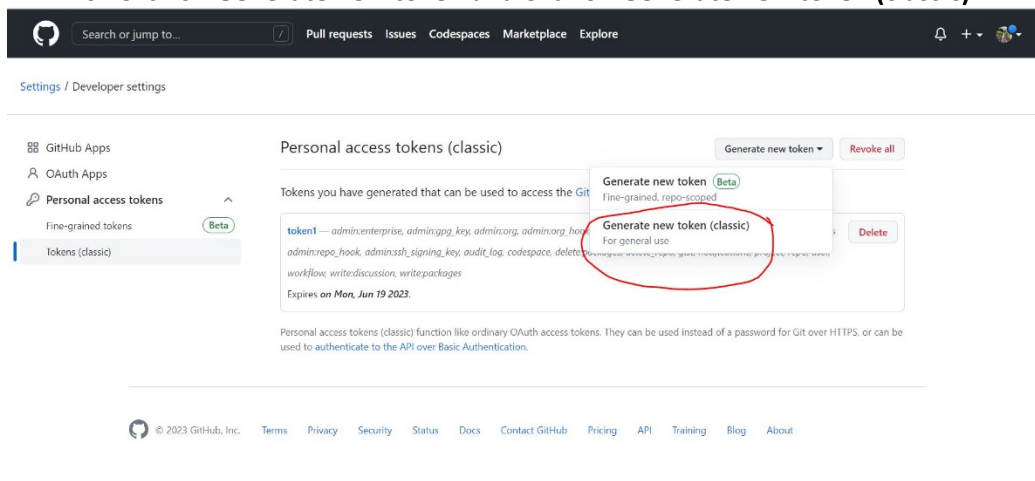 Search or jump to... / Pull requests Issues Codespaces Marketplace Explore
Settings / Developer settings
GitHub Apps
OAuth Apps
Personal access tokens
Fine-grained tokens Beta
Tokens (classic)
Personal access tokens (classic)
Generate new token Revoke all
Generate new token Beta
Fine-grained, repo-scoped
Generate new token (classic)
For general use
Tokens you have generated that can be used to access the
token1 — admin:enterprise, admin:gpg_key, admin:org, Delete
admin:repo_hook, admin:ssh_signing_key, audit_log, codespace,
workflow, write:discussion, write:packages
Expires on Mon, Jun 19 2023.
Personal access tokens (classic) function like ordinary OAuth access tokens. They can be used instead of a password for Git over HTTPS, or can be
used to authenticate to the API over Basic Authentication.
© 2023 GitHub, Inc. Terms Privacy Security Status Docs Contact GitHub Pricing API Training Blog About